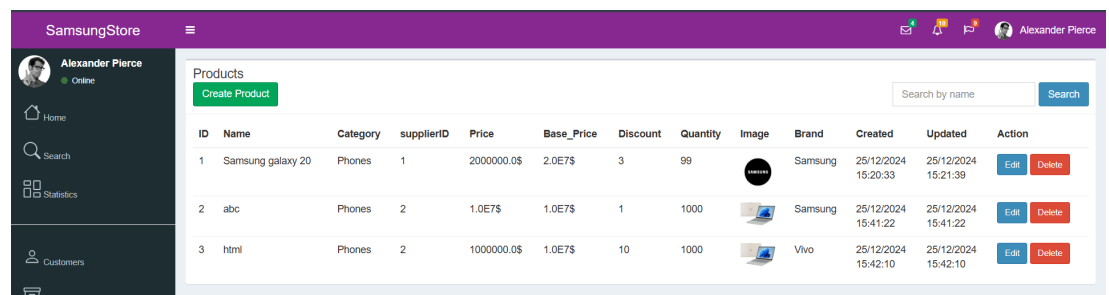 SamsungStore
4
10
9
Alexander Pierce
Alexander Pierce
Online
Home
Search
Statistics
Customers
Products
Create Product
Search by name
Search
ID Name Category supplierID Price Base_Price Discount Quantity Image Brand Created Updated Action
1 Samsung galaxy 20 Phones 1 2000000.0$ 2.0E7$ 3 99 SAMSUNG Samsung 25/12/2024 25/12/2024 Edit Delete
15:20:33 15:21:39
2 abc Phones 2 1.0E7$ 1.0E7$ 1 1000 Samsung 25/12/2024 25/12/2024 Edit Delete
15:41:22 15:41:22
3 html Phones 2 1000000.0$ 1.0E7$ 10 1000 Vivo 25/12/2024 25/12/2024 Edit Delete
15:42:10 15:42:10